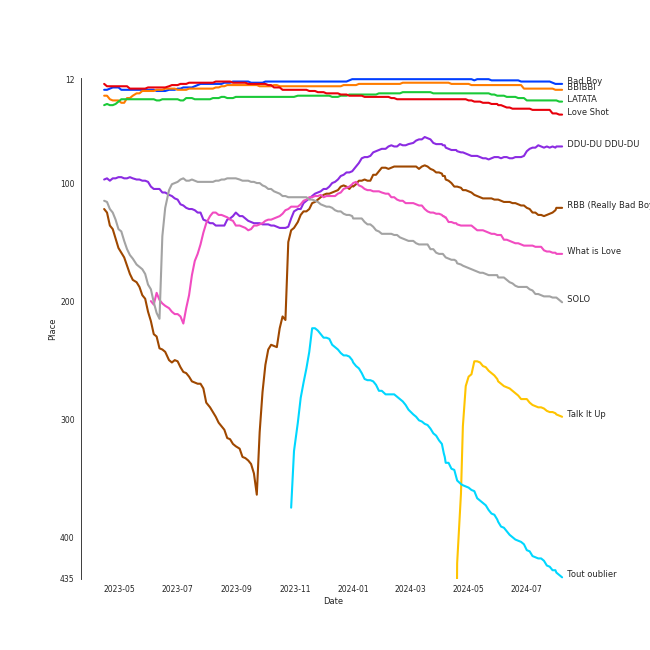 12
100
200
300
400
435
Place
2023-05
2023-07
2023-09
2023-11
2024-01
2024-03
2024-05
2024-07
Date
Bad Boy
BBIBBI
LATATA
Love Shot
DDU-DU DDU-DU
RBB (Really Bad Boy
What is Love
SOLO
Talk It Up
Tout oublier